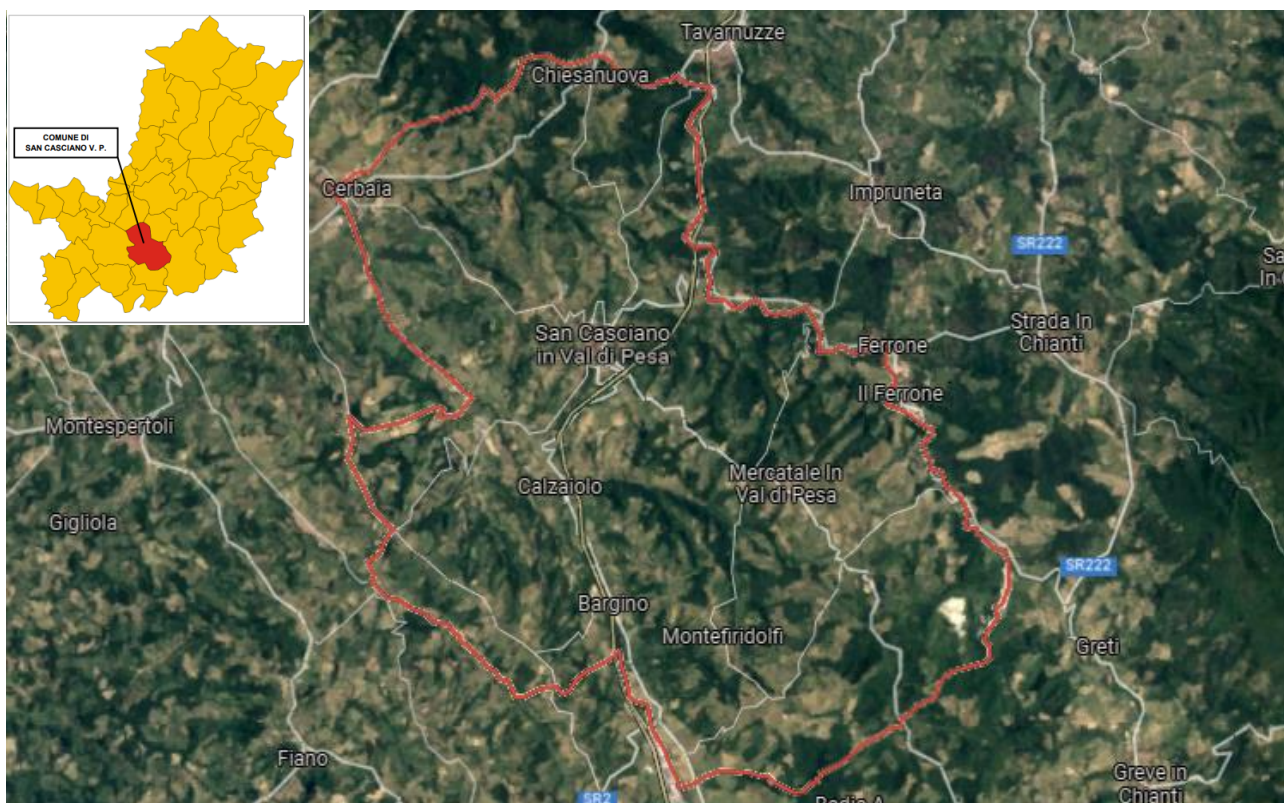 COMUNE DI
SAN CASCIANO V. P.
Tavarnuzze
Chiesanuova
Cerbaia
Impruneta
SR222
San Casciano
in Val di Pesa
Strada In
Chianti
Ferrone
Il Ferrone
Montespertoli
Mercatale In
Val di Pesa
Calzaiolo
Gigliola
SR222
Bargino
Montefiridolfi
Greti
Fiano
Greve in
Chianti
SR2